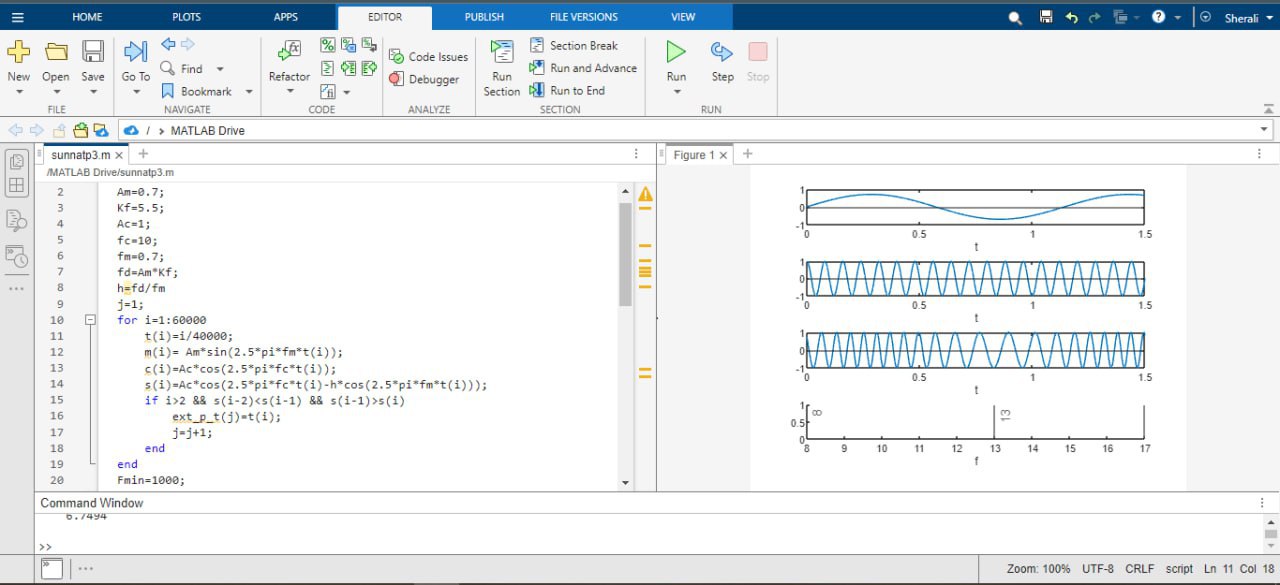 HOME PLOTS APPS EDITOR PUBLISH FILE VERSIONS VIEW Sherali
New Open Save Go To Find Bookmark Refactor Code Issues Debugger Run Section Section Break Run and Advance Run to End Run Step Stop
FILE NAVIGATE CODE ANALYZE SECTION RUN
/ > MATLAB Drive
sunnatp3.m
/MATLAB Drive/sunnatp3.m
2 Am=0.7;
3 Kf=5.5;
4 Ac=1;
5 fc=10;
6 fm=0.7;
7 fd=Am*Kf;
8 h=fd/fm
9 j=1;
10 for i=1:60000
11 t(i)=i/40000;
12 m(i)= Am*sin(2.5*pi*fm*t(i));
13 c(i)=Ac*cos(2.5*pi*fc*t(i));
14 s(i)=Ac*cos(2.5*pi*fc*t(i)-h*cos(2.5*pi*fm*t(i)));
15 if i>2 && s(i-2)<s(i-1) && s(i-1)>s(i)
16 ext_p_t(j)=t(i);
17 j=j+1;
18 end
19 end
20 Fmin=1000;
Figure 1
1
0
-1
0 0.5 1 1.5
t
1
0
-1
0 0.5 1 1.5
t
1
0
-1
0 0.5 1 1.5
t
1
0.5
0
8
13
8 9 10 11 12 13 14 15 16 17
f
Command Window
6.7494
>>
Zoom: 100% UTF-8 CRLF script Ln 11 Col 18